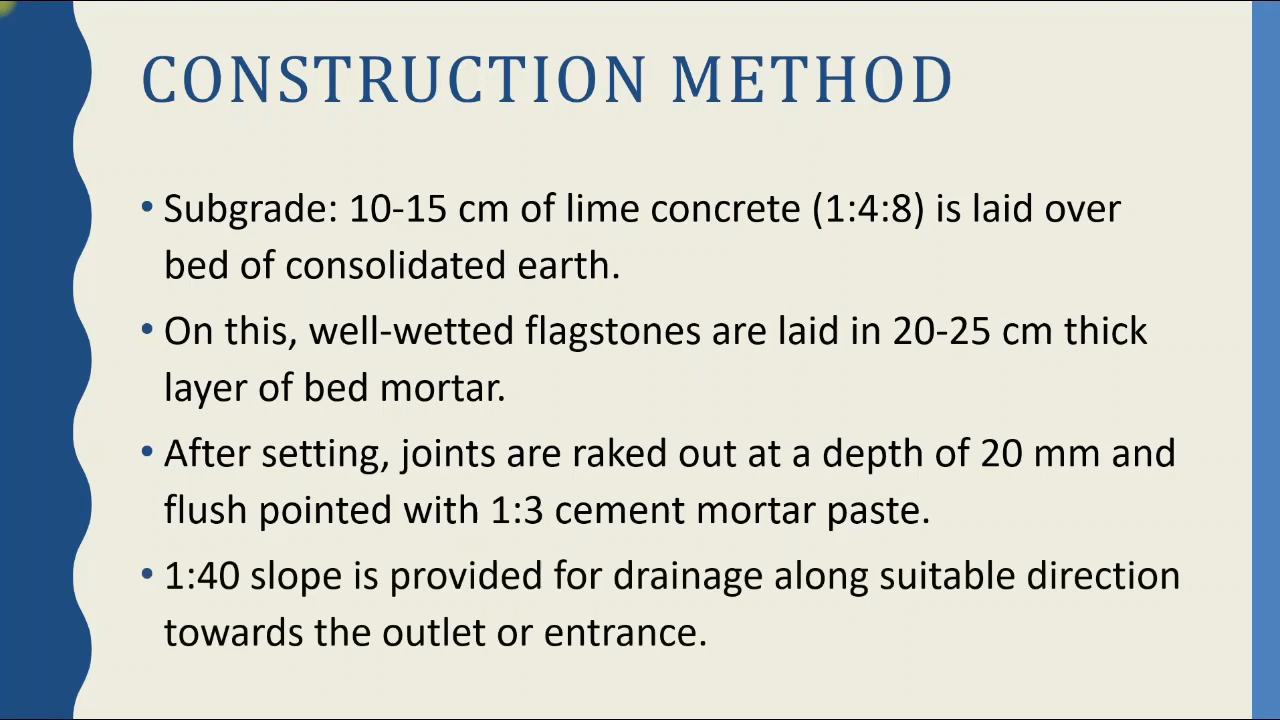 CONSTRUCTION METHOD
• Subgrade: 10-15 cm of lime concrete (1:4:8) is laid over
bed of consolidated earth.
• On this, well-wetted flagstones are laid in 20-25 cm thick
layer of bed mortar.
• After setting, joints are raked out at a depth of 20 mm and
flush pointed with 1:3 cement mortar paste.
• 1:40 slope is provided for drainage along suitable direction
towards the outlet or entrance.